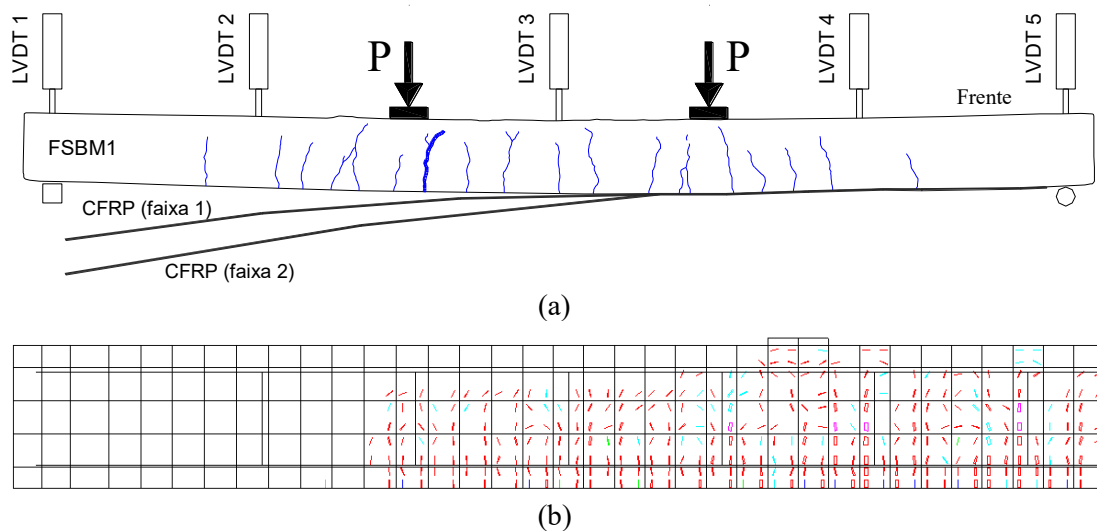 LVDT 1
LVDT 2
LVDT 3
LVDT 4
LVDT 5
P
P
Frente
FSBM1
CFRP (faixa 1)
CFRP (faixa 2)
(a)
(b)